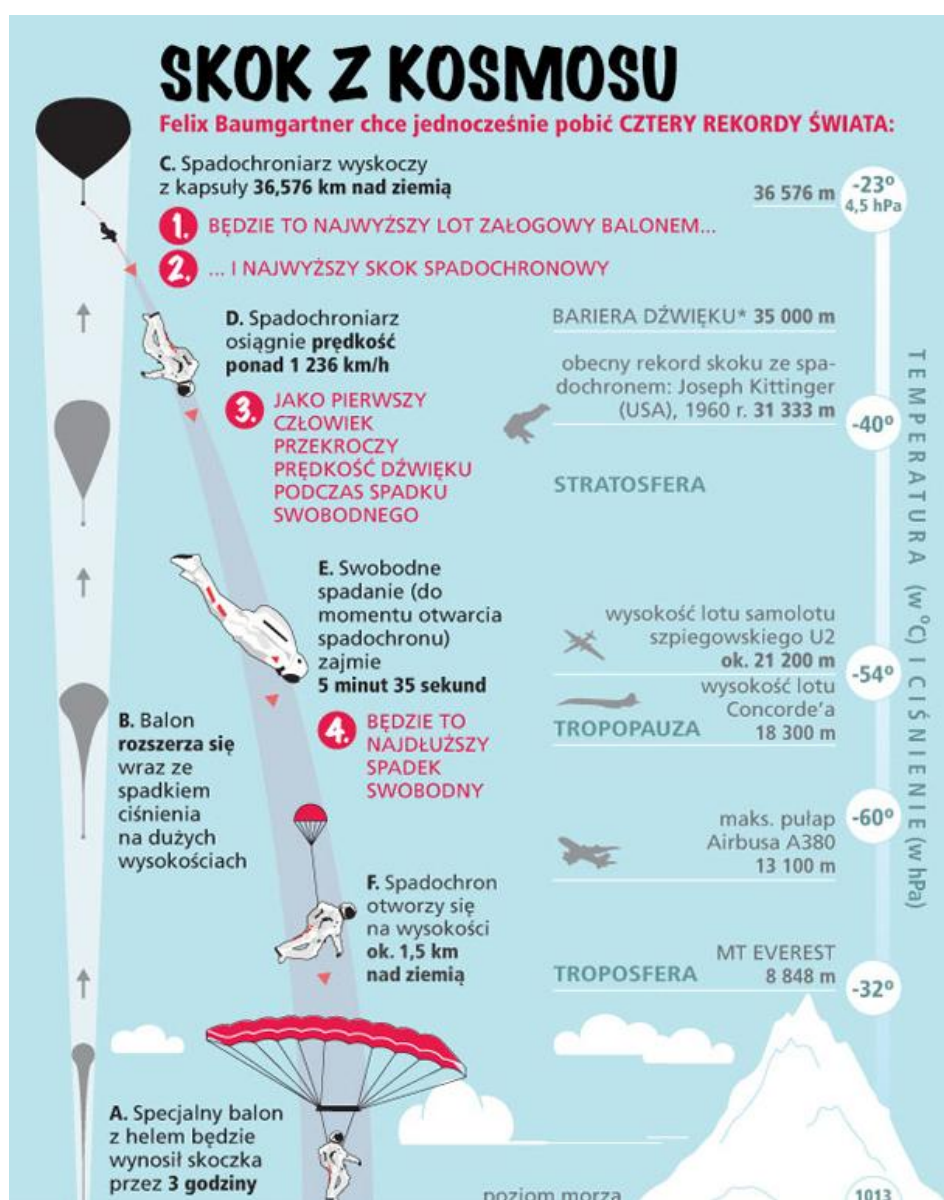 SKOK Z KOSMOSU
Felix Baumgartner chce jednocześnie pobić CZTERY REKORDY ŚWIATA:
C. Spadochroniarz wyskoczy
z kapsuły 36,576 km nad ziemią
1. BĘDZIE TO NAJWYŻSZY LOT ZAŁOGOWY BALONEM...
2. ... I NAJWYŻSZY SKOK SPADOCHRONOWY
36 576 m
-23°
4,5 hPa
D. Spadochroniarz
osiągnie prędkość
ponad 1 236 km/h
3. JAKO PIERWSZY
CZŁOWIEK
PRZEKROCZY
PRĘDKOŚĆ DŹWIĘKU
PODCZAS SPADKU
SWOBODNEGO
BARIERA DŹWIĘKU* 35 000 m
obecny rekord skoku ze spa-
dochronem: Joseph Kittinger
(USA), 1960 r. 31 333 m
-40°
STRATOSFERA
TEMPERATURA (w °C) I CIŚNIENIE (w hPa)
E. Swobodne
spadanie (do
momentu otwarcia
spadochronu)
zajmie
5 minut 35 sekund
4. BĘDZIE TO
NAJDŁUŻSZY
SPADEK
SWOBODNY
wysokość lotu samolotu
szpiegowskiego U2
ok. 21 200 m
-54°
wysokość lotu
Concorde'a
18 300 m
TROPOPAUZA
B. Balon
rozszerza się
wraz ze
spadkiem
ciśnienia
na dużych
wysokościach
maks. pułap
Airbusa A380
13 100 m
-60°
F. Spadochron
otworzy się
na wysokości
ok. 1,5 km
nad ziemią
MT EVEREST
8 848 m
TROPOSFERA
-32°
A. Specjalny balon
z helem będzie
wynosił skoczka
przez 3 godziny
poziom morza
1013